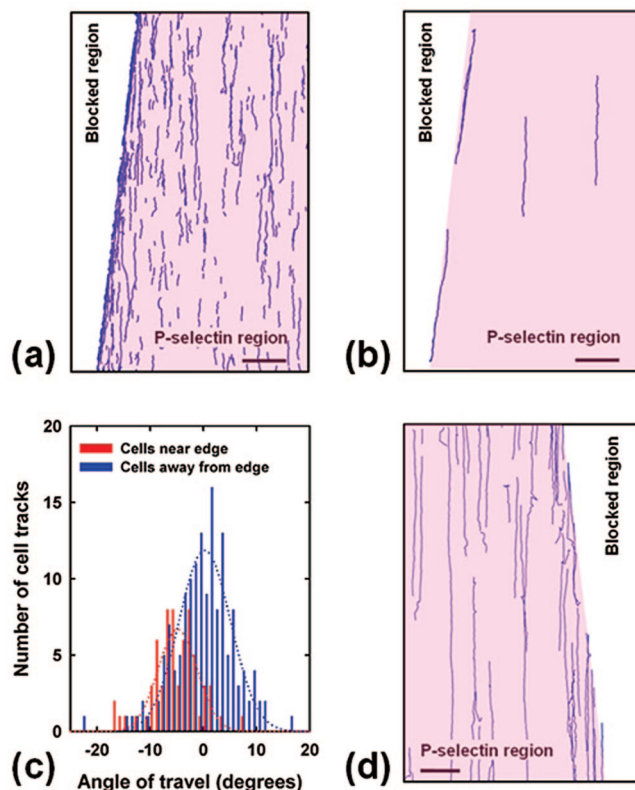 Blocked region
P-selectin region
(a)
Blocked region
P-selectin region
(b)
20
15
10
5
0
Number of cell tracks
Cells near edge
Cells away from edge
-20
-10
0
10
20
Angle of travel (degrees)
(c)
Blocked region
P-selectin region
(d)